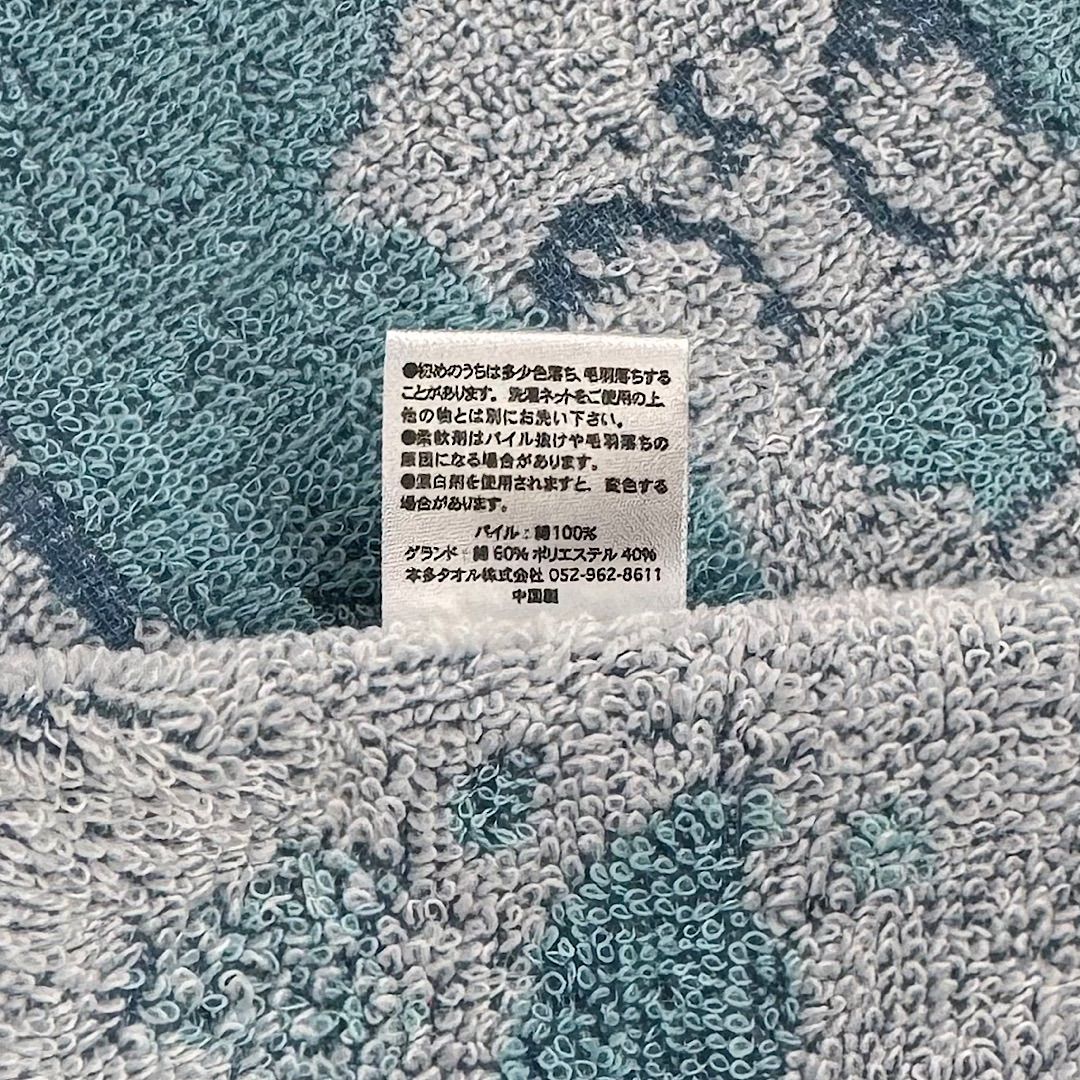 ●初めのうちは多少色落ち、毛羽落ちする
ことがあります。洗濯ネットをご使用の上、
他の物とは別にお洗い下さい。
●柔軟剤はパイル抜けや毛羽落ちの
原因になる場合があります。
●漂白剤を使用されますと、変色する
場合があります。
パイル：綿100%
グランド：綿 60% ポリエステル 40%
本多タオル株式会社 052-962-8611
中国製